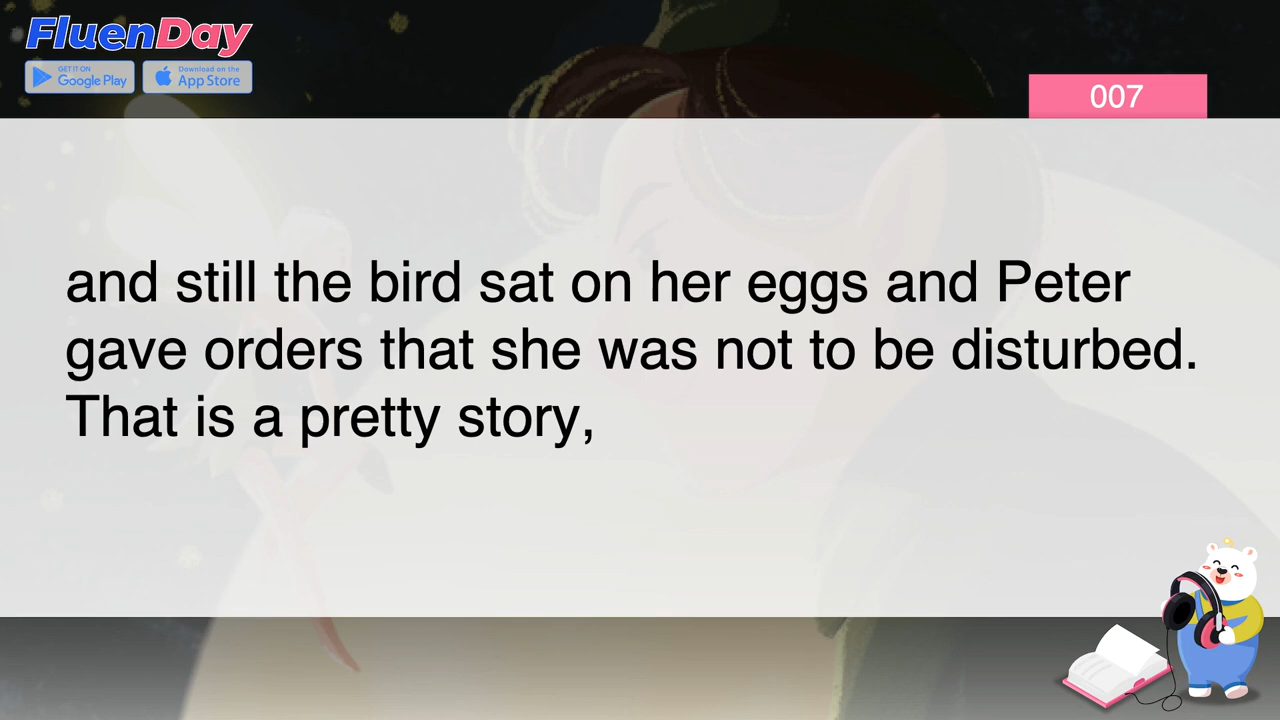 FluenDay
GET IT ON
Google Play
Download on the
App Store
007
and still the bird sat on her eggs and Peter
gave orders that she was not to be disturbed.
That is a pretty story,